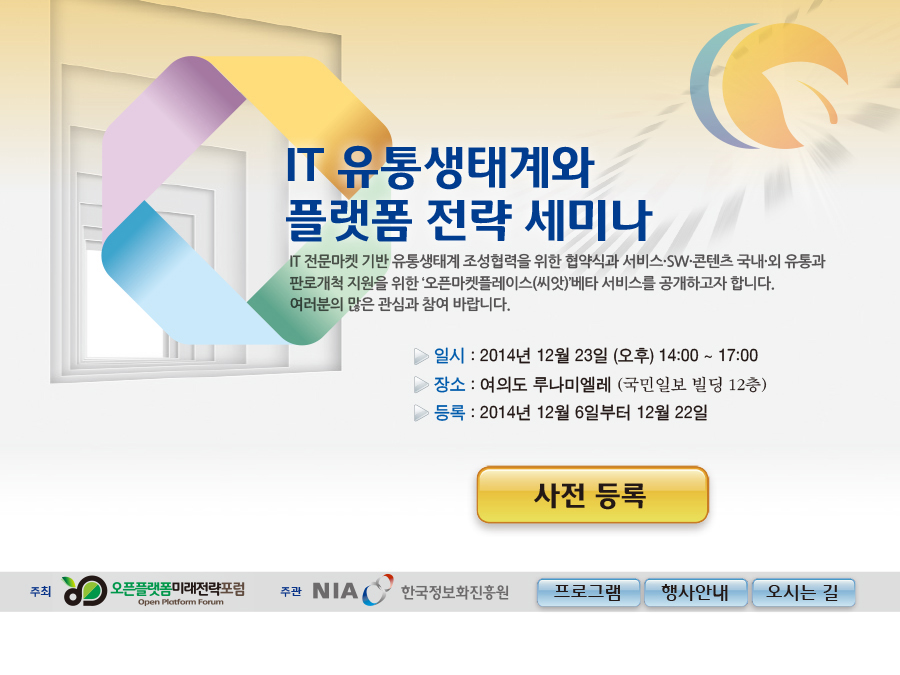 IT 유통생태계와
플랫폼 전략 세미나
IT 전문마켓 기반 유통생태계 조성협력을 위한 협약식과 서비스·SW·콘텐츠 국내·외 유통과
판로개척 지원을 위한 '오픈마켓플레이스(씨앗)'베타 서비스를 공개하고자 합니다.
여러분의 많은 관심과 참여 바랍니다.
일시 : 2014년 12월 23일 (오후) 14:00 ~ 17:00
장소 : 여의도 루나미엘레 (국민일보 빌딩 12층)
등록 : 2014년 12월 6일부터 12월 22일
사전 등록
주최 오픈플랫폼미래전략포럼 주관 NIA 한국정보화진흥원 프로그램 행사안내 오시는 길
Open Platform Forum